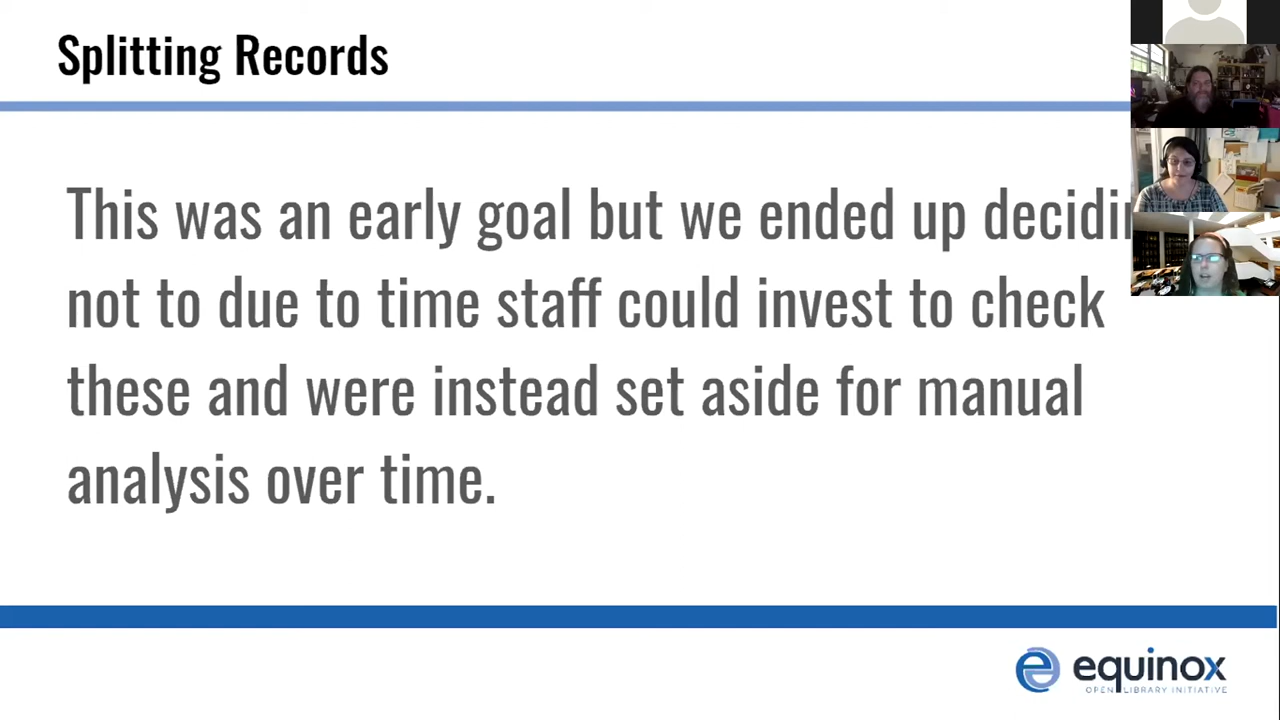 Splitting Records
This was an early goal but we ended up
not to due to time staff could invest to check
these and were instead set aside for manual
analysis over time.
equinox
OPEN LIBRARY INITIATIVE